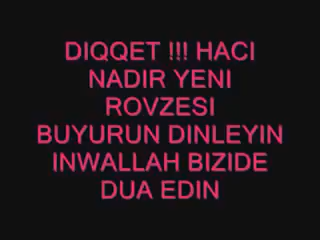 DIQQET !!! HACI
NADIR YENI
ROVZESI
BUYURUN DINLEYIN
INWALLAH BIZIDE
DUA EDIN